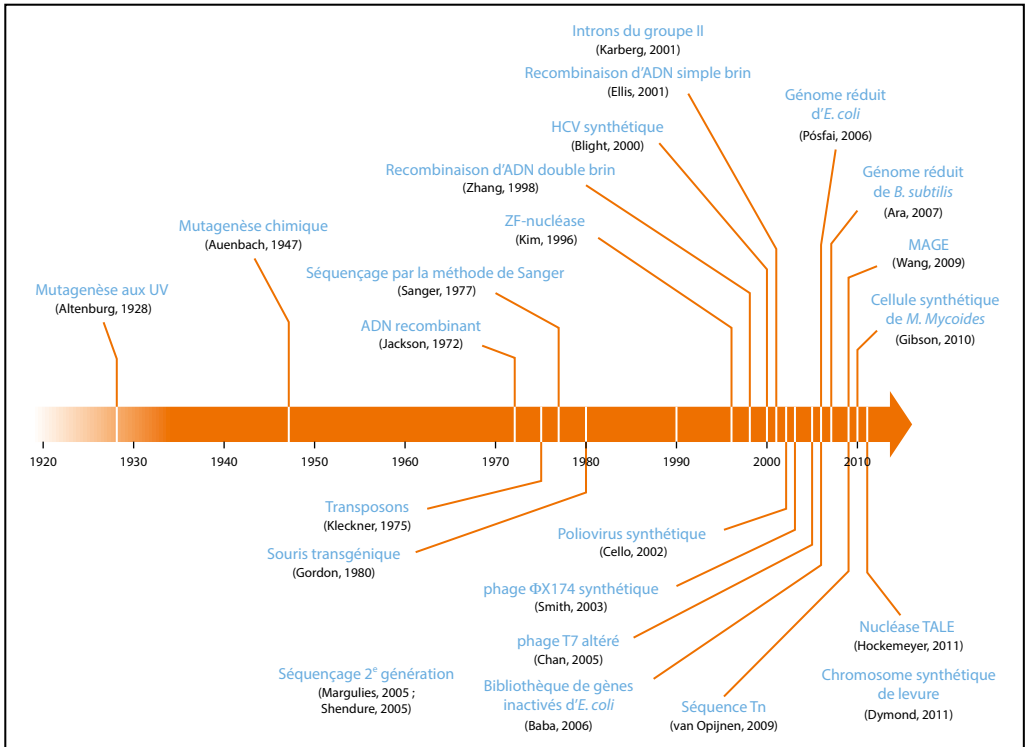 Introns du groupe II
(Karberg, 2001)
Recombinaison d'ADN simple brin
(Ellis, 2001)
Génome réduit
d'E. coli
(Pósfai, 2006)
HCV synthétique
(Blight, 2000)
Recombinaison d'ADN double brin
(Zhang, 1998)
Génome réduit
de B. subtilis
(Ara, 2007)
Mutagenèse chimique
(Auenbach, 1947)
ZF-nucléase
(Kim, 1996)
MAGE
(Wang, 2009)
Séquençage par la méthode de Sanger
(Sanger, 1977)
Mutagenèse aux UV
(Altenburg, 1928)
Cellule synthétique
de M. Mycoides
(Gibson, 2010)
ADN recombinant
(Jackson, 1972)
1920 1930 1940 1950 1960 1970 1980 1990 2000 2010
Transposons
(Kleckner, 1975)
Poliovirus synthétique
(Cello, 2002)
Souris transgénique
(Gordon, 1980)
phage ΦX174 synthétique
(Smith, 2003)
Nucléase TALE
(Hockemeyer, 2011)
phage T7 altéré
(Chan, 2005)
Séquençage 2e génération
(Margulies, 2005 ;
Shendure, 2005)
Bibliothèque de gènes
inactivés d'E. coli
(Baba, 2006)
Séquence Tn
(van Opijnen, 2009)
Chromosome synthétique
de levure
(Dymond, 2011)